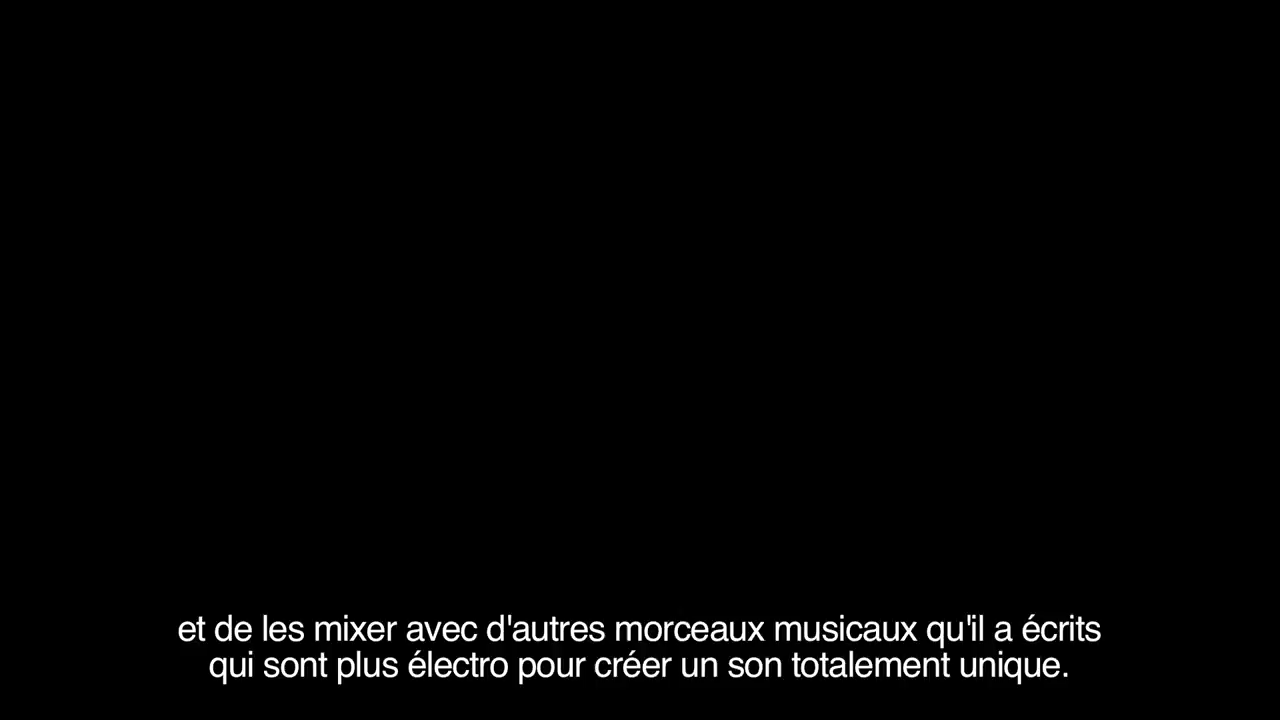 et de les mixer avec d'autres morceaux musicaux qu'il a écrits
qui sont plus électro pour créer un son totalement unique.